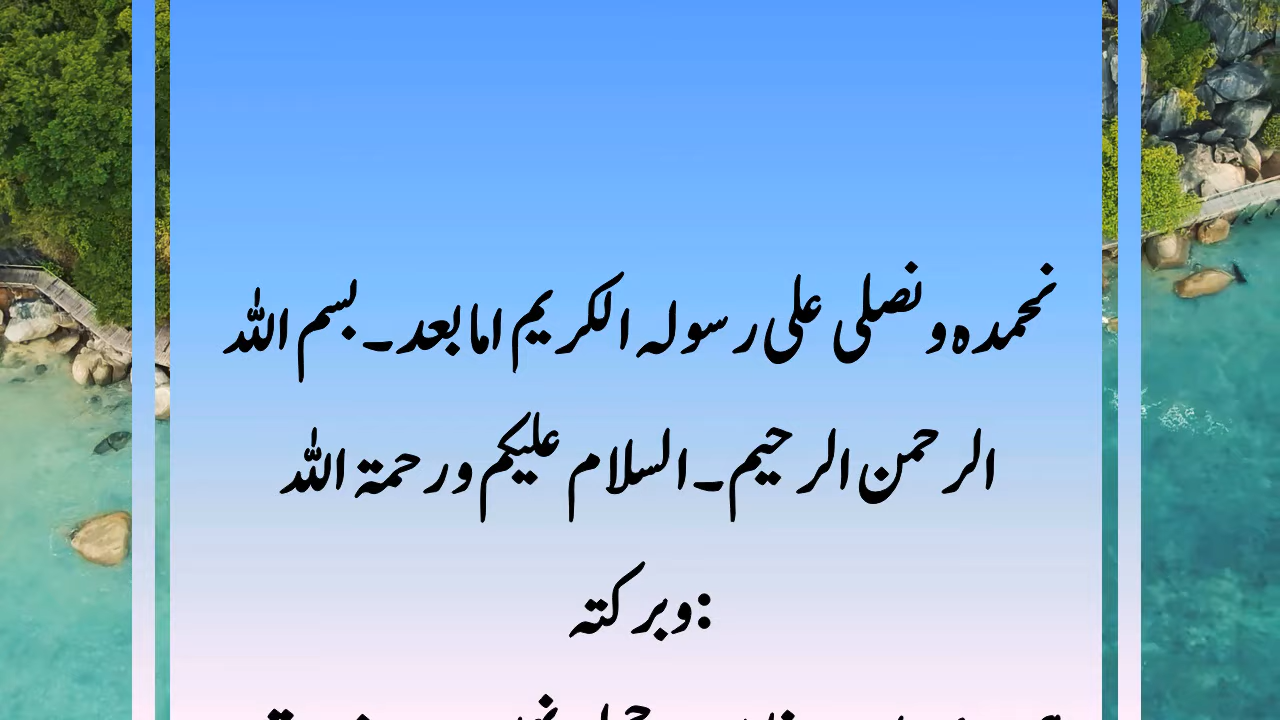 نحمدہ و نصلی علی رسولہ الکریم اما بعد۔ بسم اللہ
الرحمن الرحیم۔ السلام علیکم ورحمۃ اللہ
وبرکتہ: